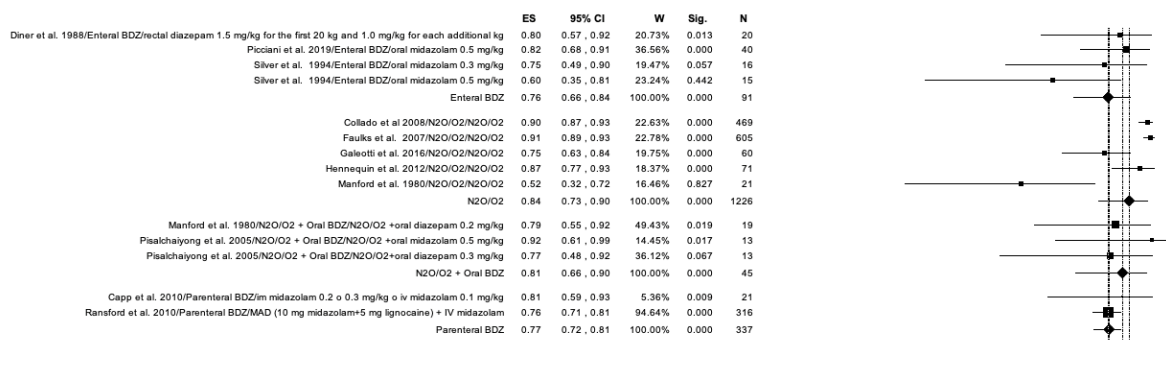 ES 95% CI W Sig. N
Diner et al. 1988/Enteral BDZ/rectal diazepam 1.5 mg/kg for the first 20 kg and 1.0 mg/kg for each additional kg 0.80 0.57 , 0.92 20.73% 0.013 20
Picciani et al. 2019/Enteral BDZ/oral midazolam 0.5 mg/kg 0.82 0.68 , 0.91 36.56% 0.000 40
Silver et al. 1994/Enteral BDZ/oral midazolam 0.3 mg/kg 0.75 0.49 , 0.90 19.47% 0.057 16
Silver et al. 1994/Enteral BDZ/oral midazolam 0.5 mg/kg 0.60 0.35 , 0.81 23.24% 0.442 15
Enteral BDZ 0.76 0.66 , 0.84 100.00% 0.000 91
Collado et al 2008/N2O/O2/N2O/O2 0.90 0.87 , 0.93 22.63% 0.000 469
Faulks et al. 2007/N2O/O2/N2O/O2 0.91 0.89 , 0.93 22.78% 0.000 605
Galeotti et al. 2016/N2O/O2/N2O/O2 0.75 0.63 , 0.84 19.75% 0.000 60
Hennequin et al. 2012/N2O/O2/N2O/O2 0.87 0.77 , 0.93 18.37% 0.000 71
Manford et al. 1980/N2O/O2/N2O/O2 0.52 0.32 , 0.72 16.46% 0.827 21
N2O/O2 0.84 0.73 , 0.90 100.00% 0.000 1226
Manford et al. 1980/N2O/O2 + Oral BDZ/N2O/O2 +oral diazepam 0.2 mg/kg 0.79 0.55 , 0.92 49.43% 0.019 19
Pisalchaiyong et al. 2005/N2O/O2 + Oral BDZ/N2O/O2 +oral midazolam 0.5 mg/kg 0.92 0.61 , 0.99 14.45% 0.017 13
Pisalchaiyong et al. 2005/N2O/O2 + Oral BDZ/N2O/O2+oral diazepam 0.3 mg/kg 0.77 0.48 , 0.92 36.12% 0.067 13
N2O/O2 + Oral BDZ 0.81 0.66 , 0.90 100.00% 0.000 45
Capp et al. 2010/Parenteral BDZ/im midazolam 0.2 o 0.3 mg/kg o iv midazolam 0.1 mg/kg 0.81 0.59 , 0.93 5.36% 0.009 21
Ransford et al. 2010/Parenteral BDZ/MAD (10 mg midazolam+5 mg lignocaine) + IV midazolam 0.76 0.71 , 0.81 94.64% 0.000 316
Parenteral BDZ 0.77 0.72 , 0.81 100.00% 0.000 337